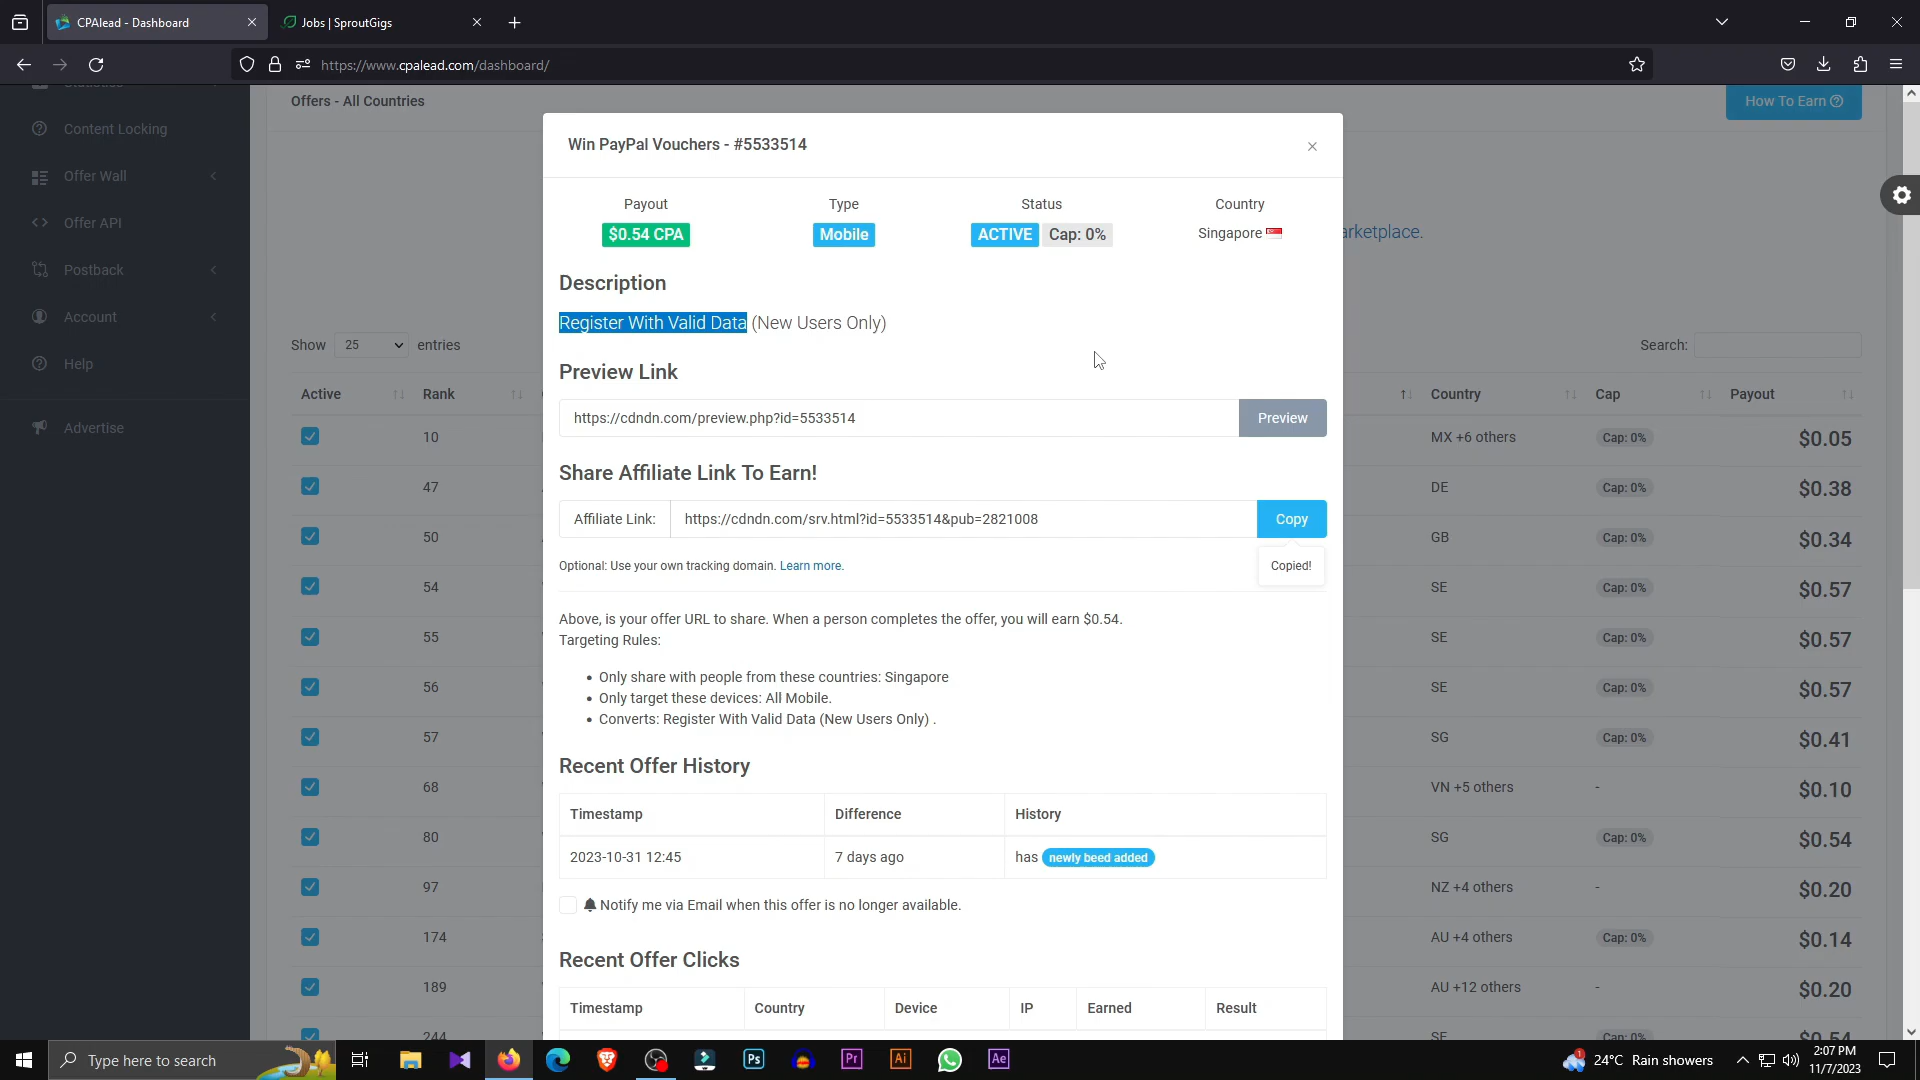 CPAlead - Dashboard
Jobs | SproutGigs
https://www.cpalead.com/dashboard/
Offers - All Countries
How To Earn
Content Locking
Offer Wall
Offer API
Postback
Account
Help
Advertise
Show 25 entries
Search:
Active Rank Country Cap Payout
10 MX +6 others Cap: 0% $0.05
47 DE Cap: 0% $0.38
50 GB Cap: 0% $0.34
54 SE Cap: 0% $0.57
55 SE Cap: 0% $0.57
56 SE Cap: 0% $0.57
57 SG Cap: 0% $0.41
68 VN +5 others - $0.10
80 SG Cap: 0% $0.54
97 NZ +4 others - $0.20
174 AU +4 others Cap: 0% $0.14
189 AU +12 others - $0.20
244 SE Cap: 0% $0.54
arketplace.
Win PayPal Vouchers - #5533514
×
Payout Type Status Country
$0.54 CPA Mobile ACTIVE Cap: 0% Singapore
Description
Register With Valid Data (New Users Only)
Preview Link
https://cdndn.com/preview.php?id=5533514 Preview
Share Affiliate Link To Earn!
Affiliate Link: https://cdndn.com/srv.html?id=5533514&pub=2821008 Copy
Optional: Use your own tracking domain. Learn more. Copied!
Above, is your offer URL to share. When a person completes the offer, you will earn $0.54.
Targeting Rules:
• Only share with people from these countries: Singapore
• Only target these devices: All Mobile.
• Converts: Register With Valid Data (New Users Only) .
Recent Offer History
Timestamp Difference History
2023-10-31 12:45 7 days ago has newly beed added
Notify me via Email when this offer is no longer available.
Recent Offer Clicks
Timestamp Country Device IP Earned Result
Type here to search
Ps
Pr
Ai
Ae
1
24°C Rain showers
2:07 PM
11/7/2023